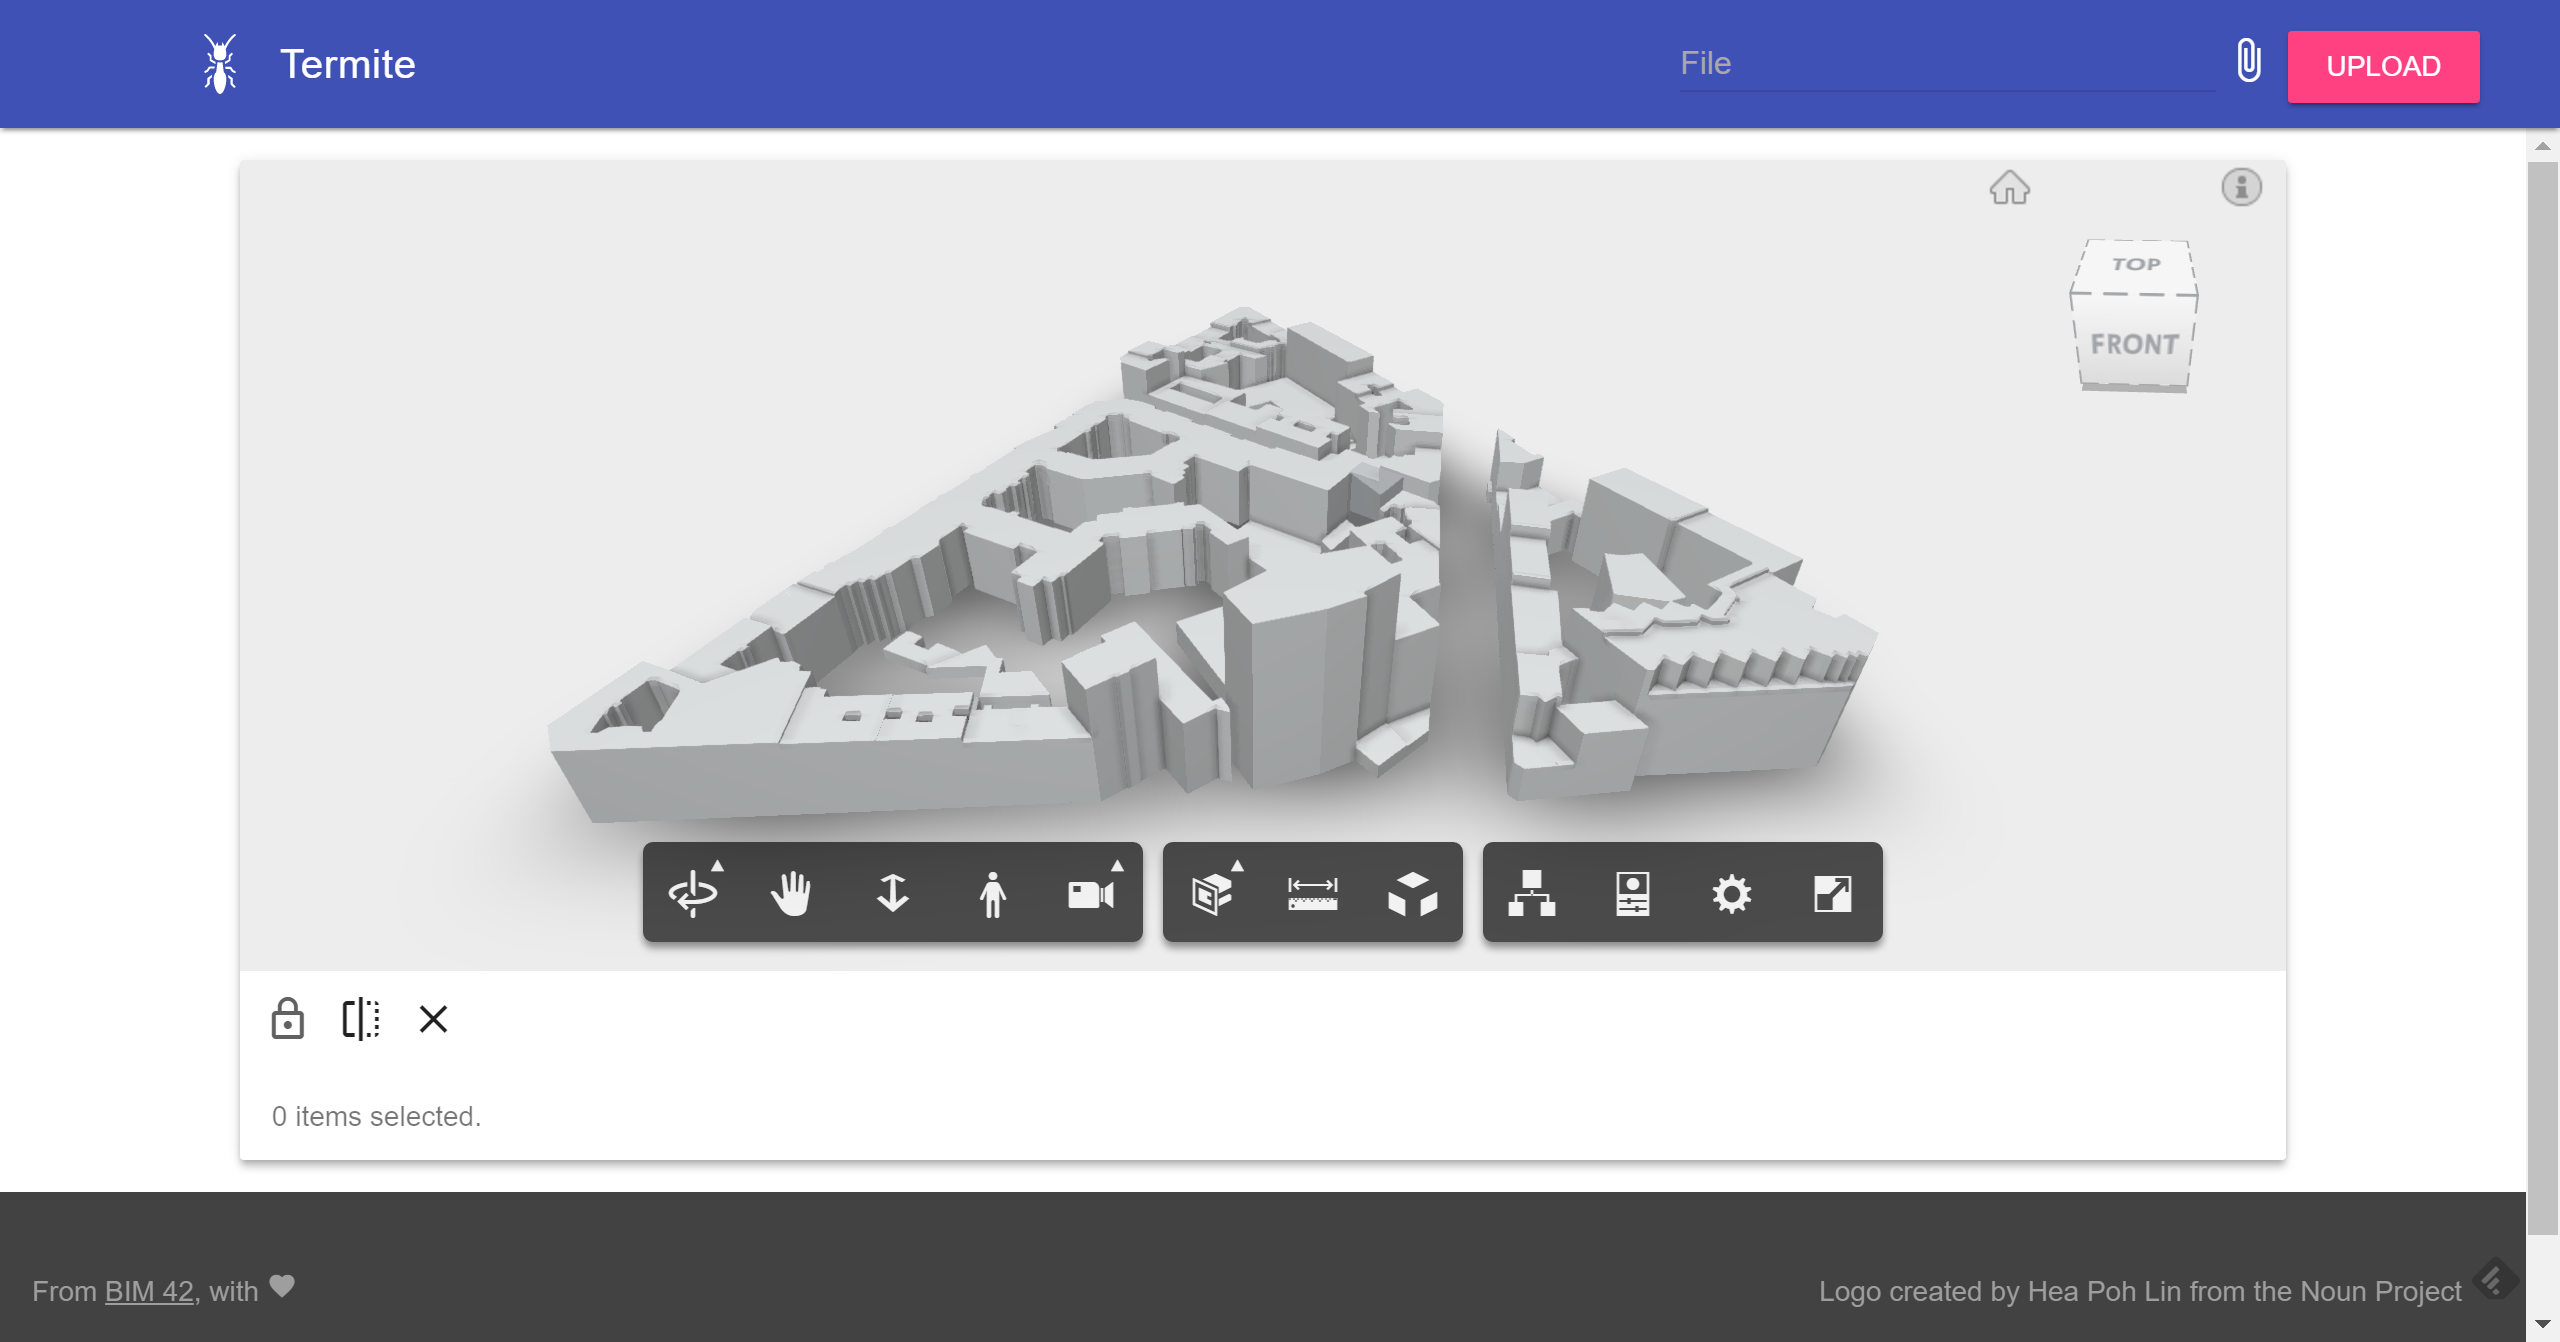 Termite
File
UPLOAD
TOP
FRONT
0 items selected.
From BIM 42, with
Logo created by Hea Poh Lin from the Noun Project